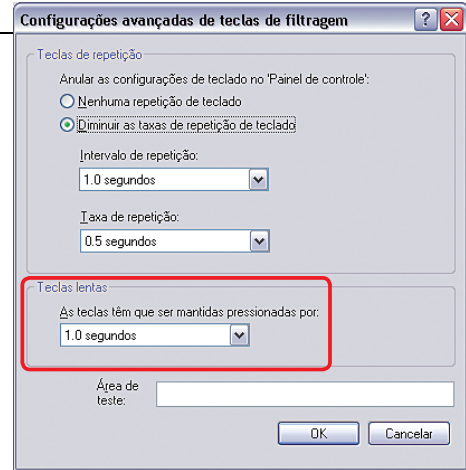 Configurações avançadas de teclas de filtragem
Teclas de repetição
Anular as configurações de teclado no 'Painel de controle':
Nenhuma repetição de teclado
Diminuir as taxas de repetição de teclado
Intervalo de repetição:
1.0 segundos
Taxa de repetição:
0.5 segundos
Teclas lentas
As teclas têm que ser mantidas pressionadas por:
1.0 segundos
Área de
teste:
OK Cancelar